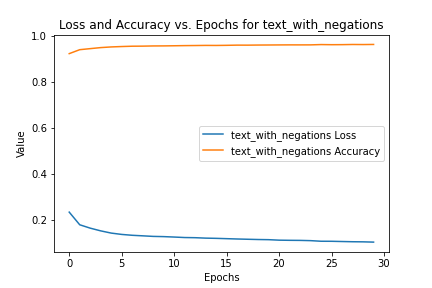 Loss and Accuracy vs. Epochs for text_with_negations
1.0
0.8
0.6
0.4
0.2
Value
text_with_negations Loss
text_with_negations Accuracy
0 5 10 15 20 25 30
Epochs